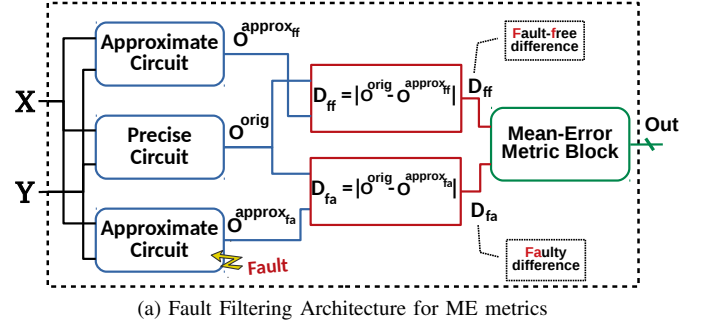 X
Y
Approximate
Circuit
O^approx_ff
Precise
Circuit
O^orig
Approximate
Circuit
O^approx_fa
Fault
D_ff = |O^orig - O^approx_ff|
D_fa = |O^orig - O^approx_fa|
D_ff
Fault-free
difference
D_fa
Faulty
difference
Mean-Error
Metric Block
Out
(a) Fault Filtering Architecture for ME metrics